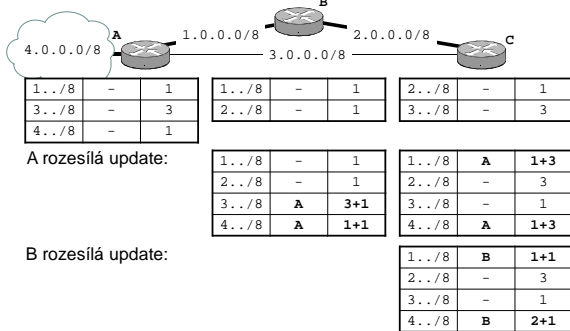 B
A
1.0.0.0/8
2.0.0.0/8
C
4.0.0.0/8
3.0.0.0/8
1../8 - 1
3../8 - 3
4../8 - 1
1../8 - 1
2../8 - 1
2../8 - 1
3../8 - 3
A rozesílá update:
1../8 - 1
2../8 - 1
3../8 A 3+1
4../8 A 1+1
1../8 A 1+3
2../8 - 3
3../8 - 1
4../8 A 1+3
B rozesílá update:
1../8 B 1+1
2../8 - 3
3../8 - 1
4../8 B 2+1